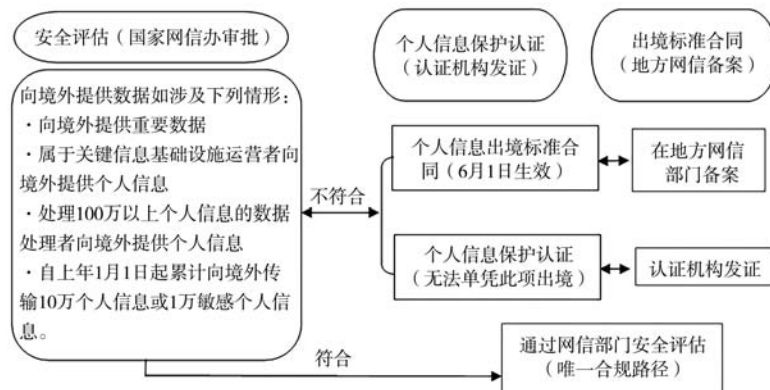 安全评估（国家网信办审批）
个人信息保护认证
（认证机构发证）
出境标准合同
（地方网信备案）
向境外提供数据如涉及下列情形：
·向境外提供重要数据
·属于关键信息基础设施运营者向
境外提供个人信息
·处理100万以上个人信息的数据
处理者向境外提供个人信息
·自上年1月1日起累计向境外传
输10万个人信息或1万敏感个人信
息。
不符合
个人信息出境标准合
同（6月1日生效）
在地方网信
部门备案
个人信息保护认证
（无法单凭此项出境）
认证机构发证
符合
通过网信部门安全评估
（唯一合规路径）